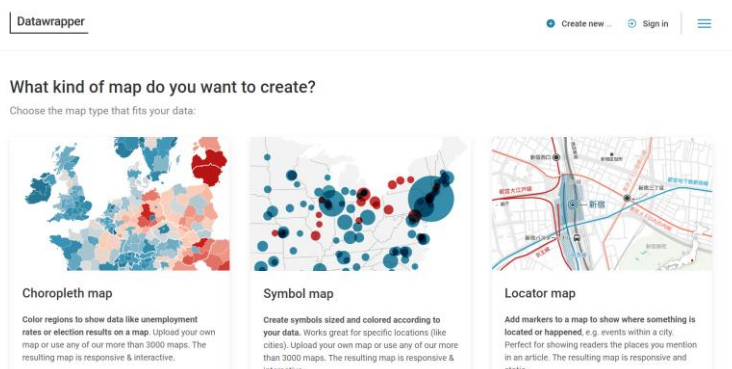 Datawrapper
Create new ...
Sign in
What kind of map do you want to create?
Choose the map type that fits your data:
新宿
Choropleth map
Symbol map
Locator map
Color regions to show data like unemployment
rates or election results on a map. Upload your own
map or use any of our more than 3000 maps. The
resulting map is responsive & interactive.
Create symbols sized and colored according to
your data. Works great for specific locations (like
cities). Upload your own map or use any of our more
than 3000 maps. The resulting map is responsive &
Add markers to a map to show where something is
located or happened, e.g. events within a city.
Perfect for showing readers the places you mention
in an article. The resulting map is responsive and